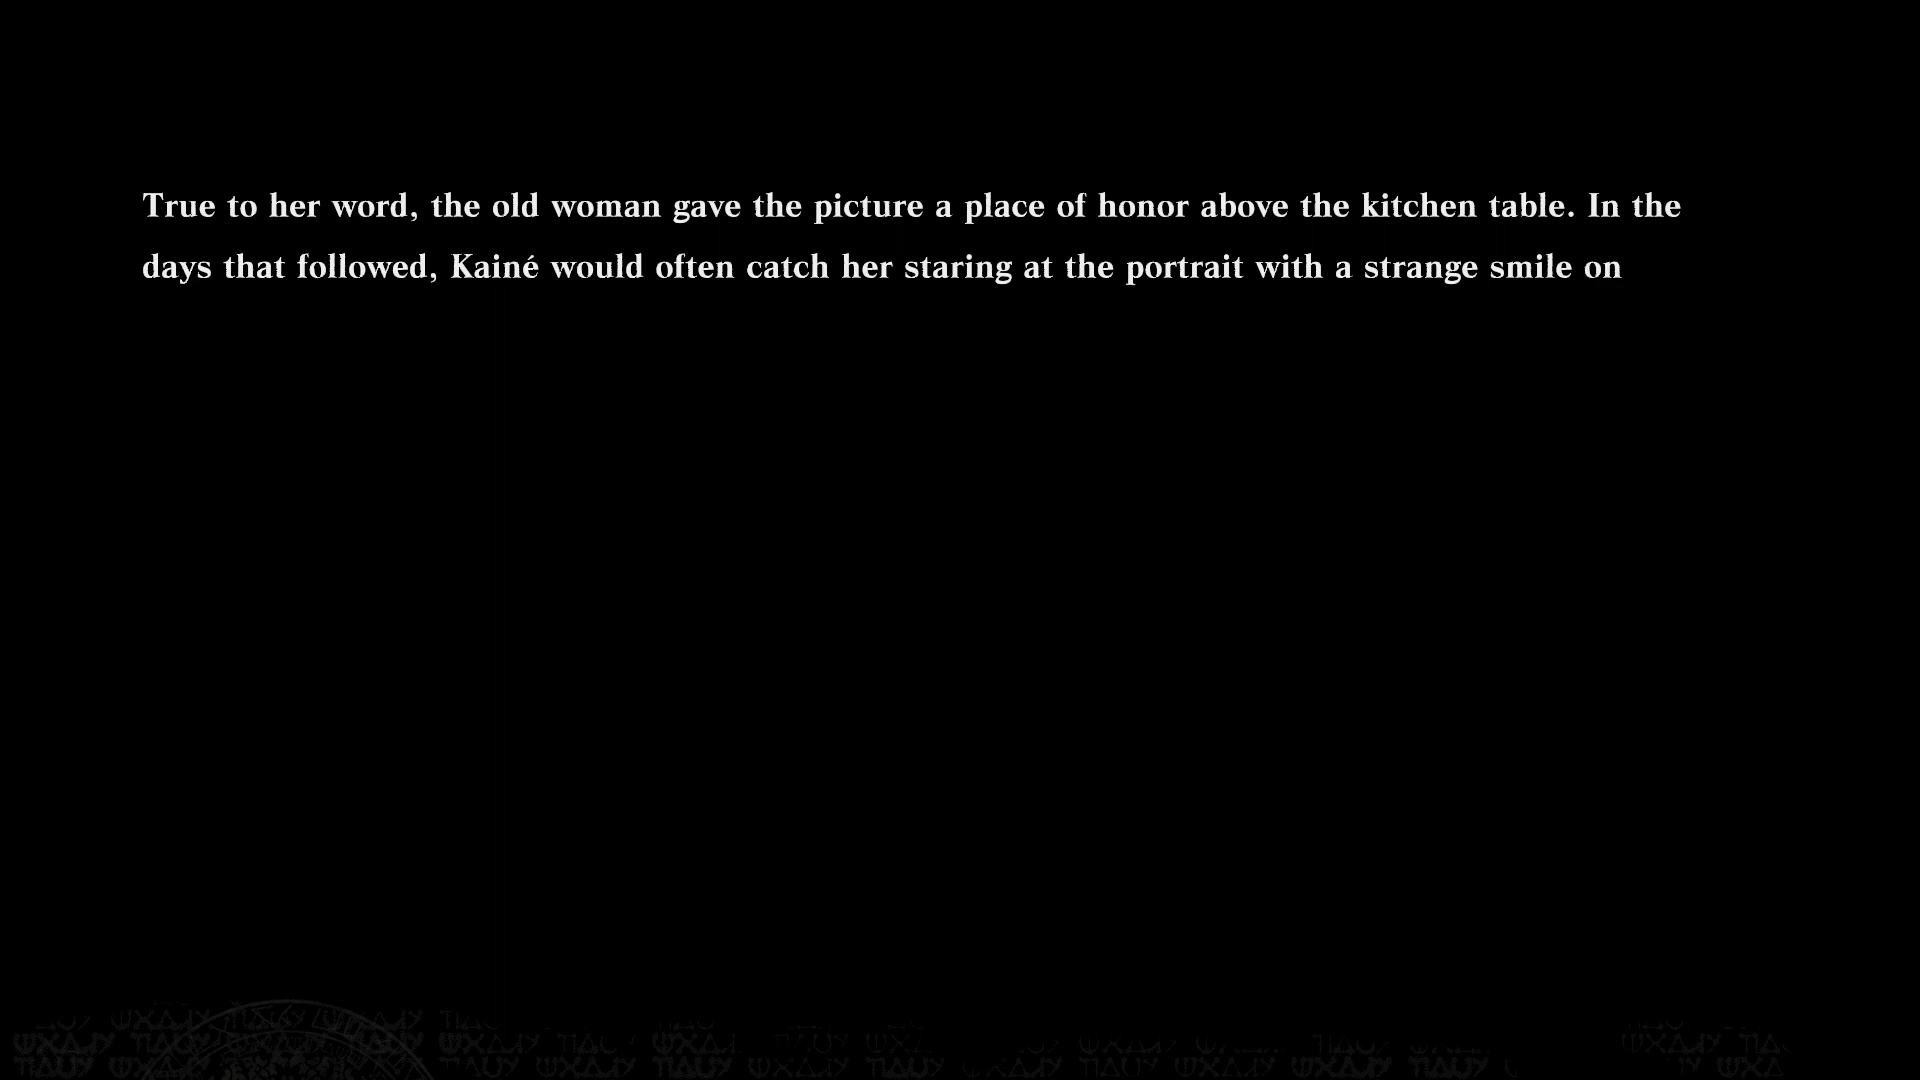 True to her word, the old woman gave the picture a place of honor above the kitchen table. In the
days that followed, Kainé would often catch her staring at the portrait with a strange smile on